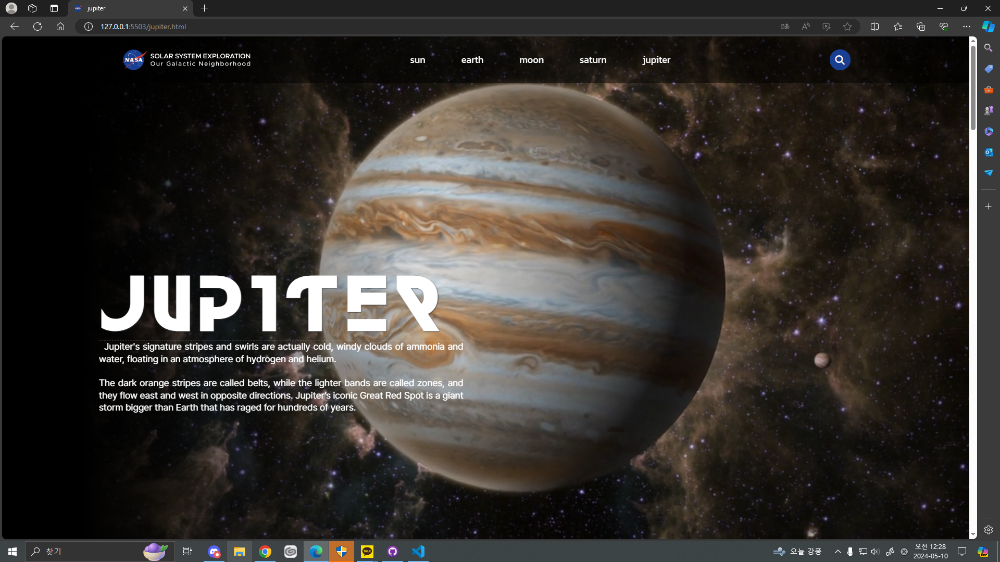 jupiter
127.0.0.1:5503/jupiter.html
aあ
NASA
SOLAR SYSTEM EXPLORATION
Our Galactic Neighborhood
sun
earth
moon
saturn
jupiter
JUPITER
Jupiter's signature stripes and swirls are actually cold, windy clouds of ammonia and
water, floating in an atmosphere of hydrogen and helium.
The dark orange stripes are called belts, while the lighter bands are called zones, and
they flow east and west in opposite directions. Jupiter's iconic Great Red Spot is a giant
storm bigger than Earth that has raged for hundreds of years.
찾기
TALK
오늘 강풍
오전 12:28
2024-05-10
PRE